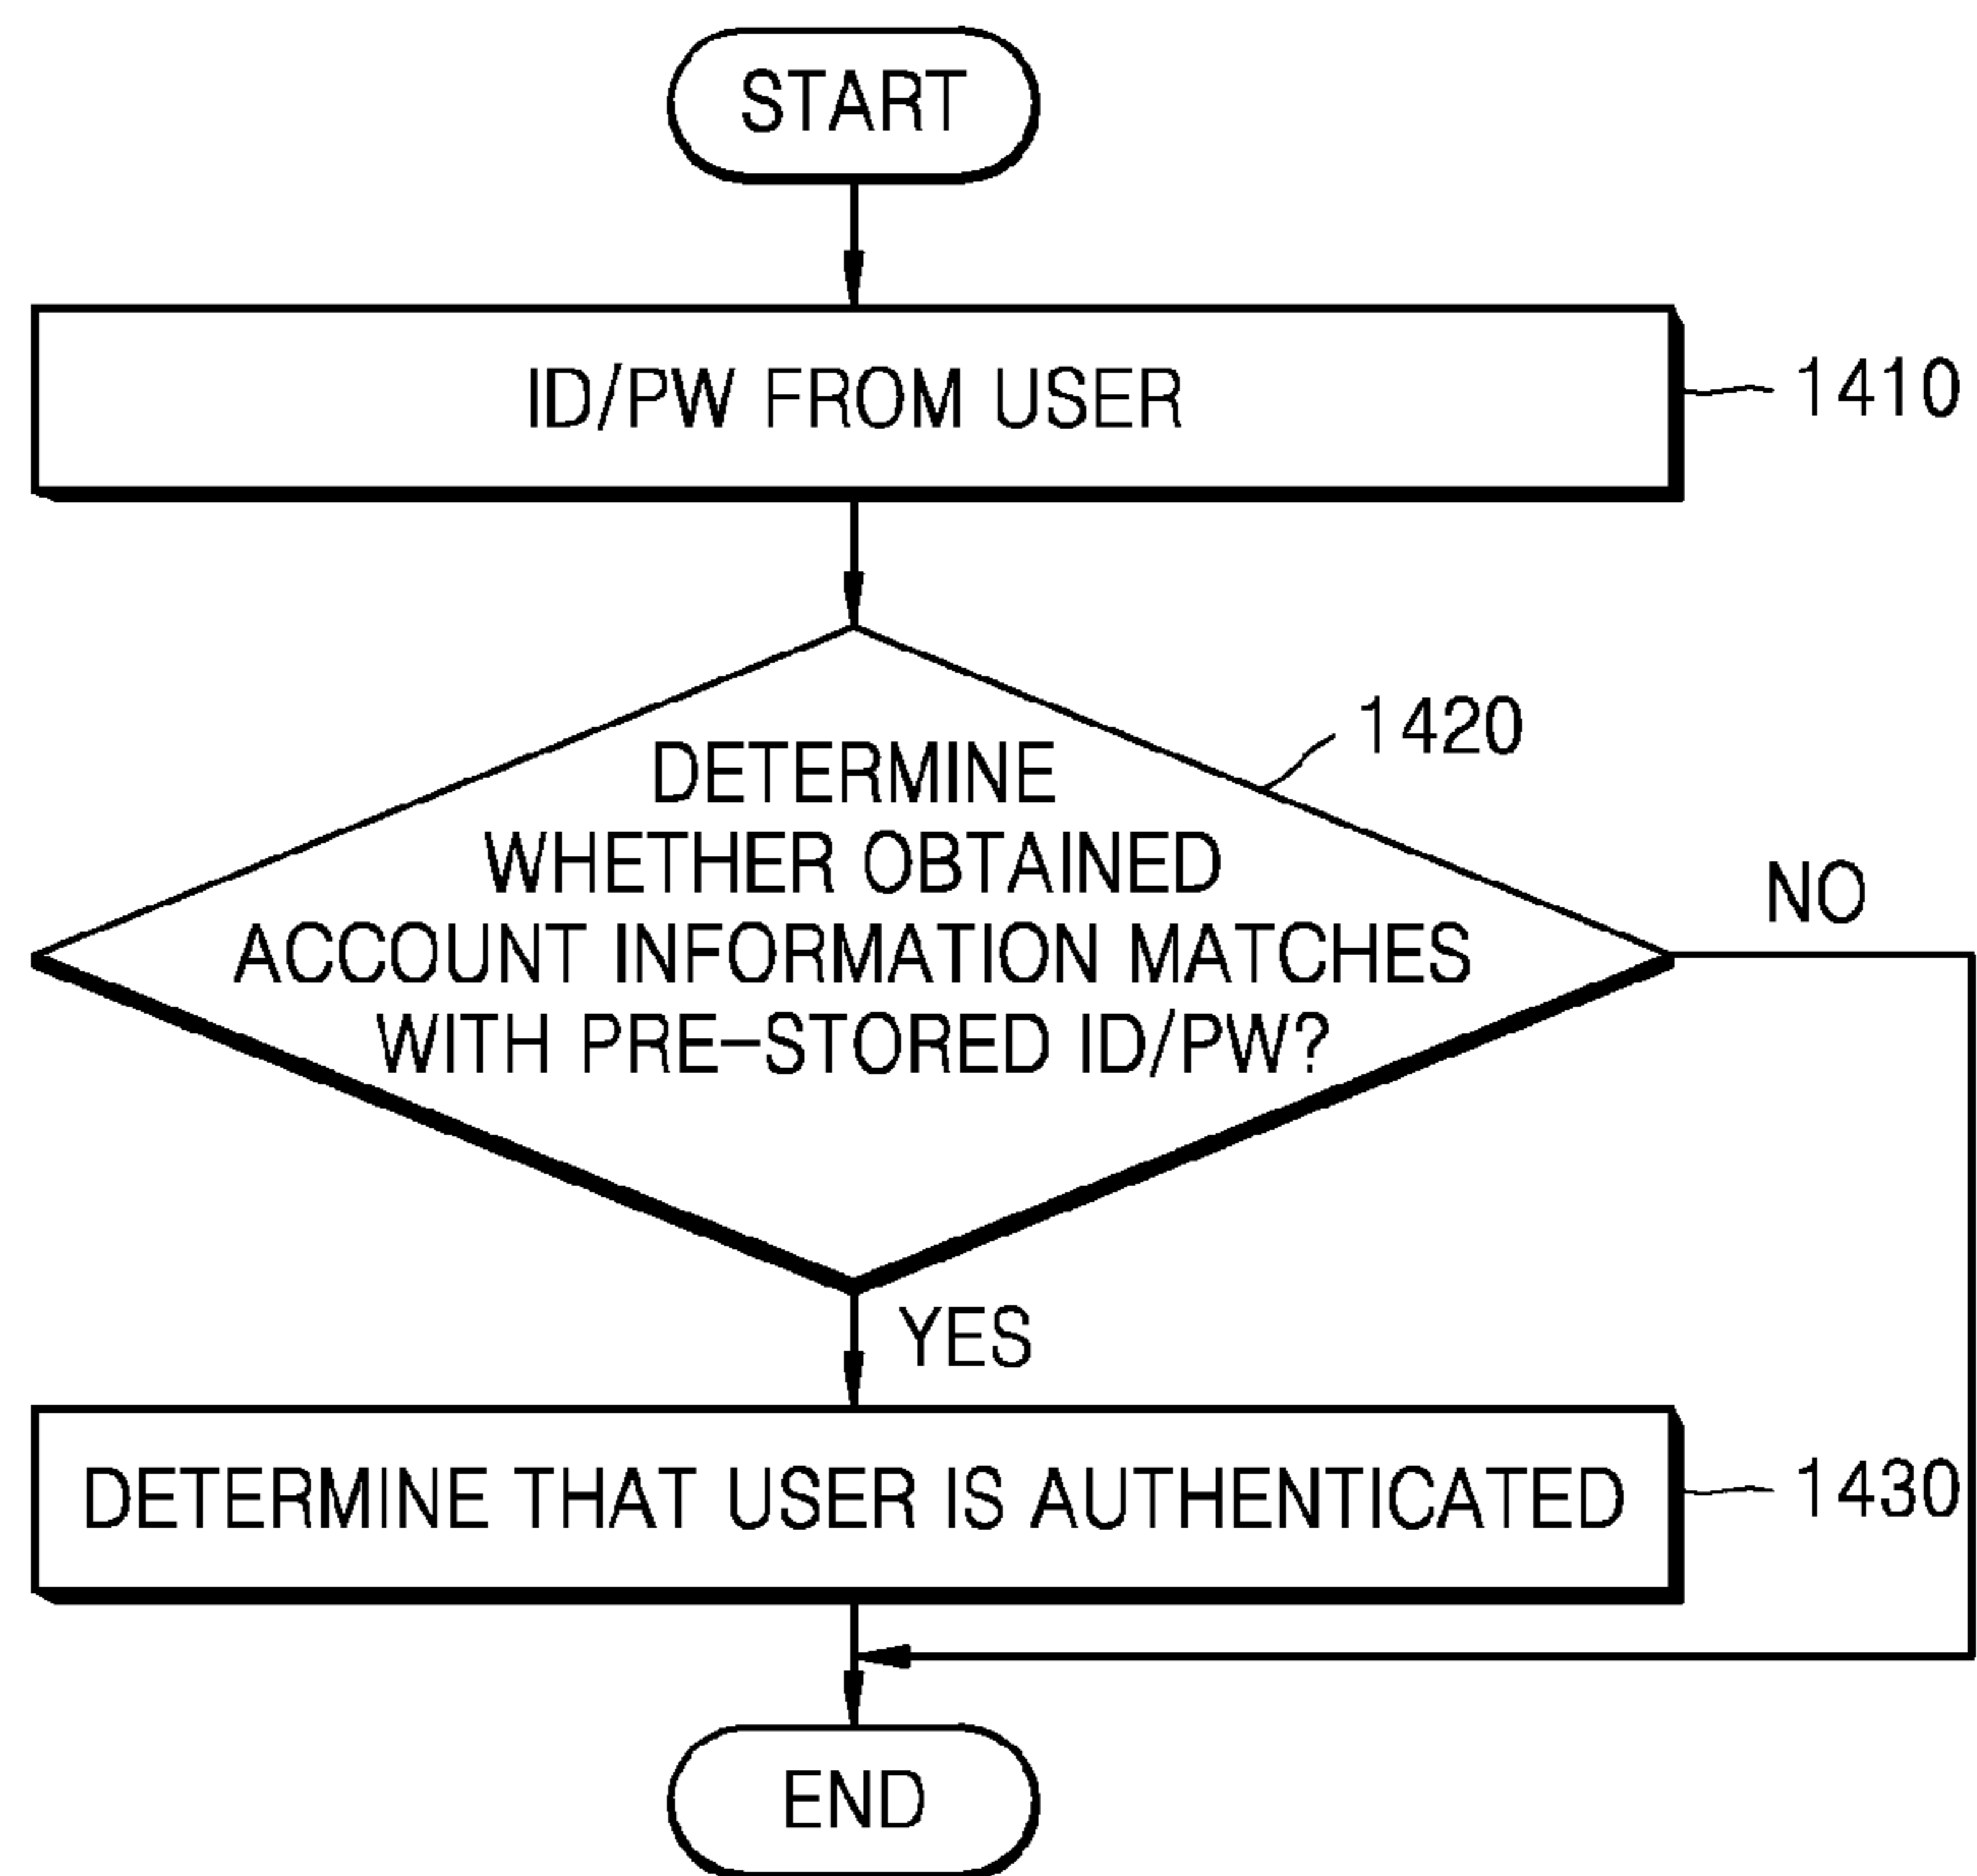 START
ID/PW FROM USER
1410
1420
DETERMINE
WHETHER OBTAINED
ACCOUNT INFORMATION MATCHES
WITH PRE-STORED ID/PW?
NO
YES
DETERMINE THAT USER IS AUTHENTICATED
1430
END